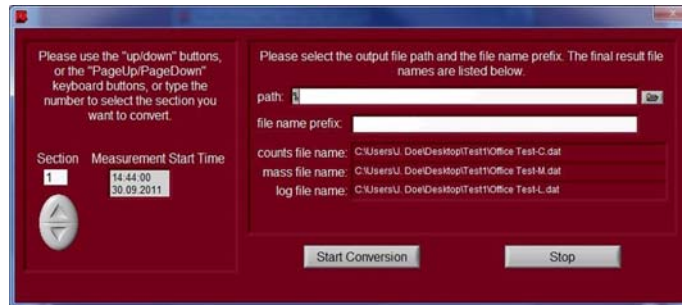 Please use the "up/down" buttons,
or the "PageUp/PageDown"
keyboard buttons, or type the
number to select the section you
want to convert.
Section Measurement Start Time
1 14:44:00
30.09.2011
Please select the output file path and the file name prefix. The final result file
names are listed below.
path:
file name prefix:
counts file name: C:\Users\J. Doe\Desktop\Test1\Office Test-C.dat
mass file name: C:\Users\J. Doe\Desktop\Test1\Office Test-M.dat
log file name: C:\Users\J. Doe\Desktop\Test1\Office Test-L.dat
Start Conversion Stop